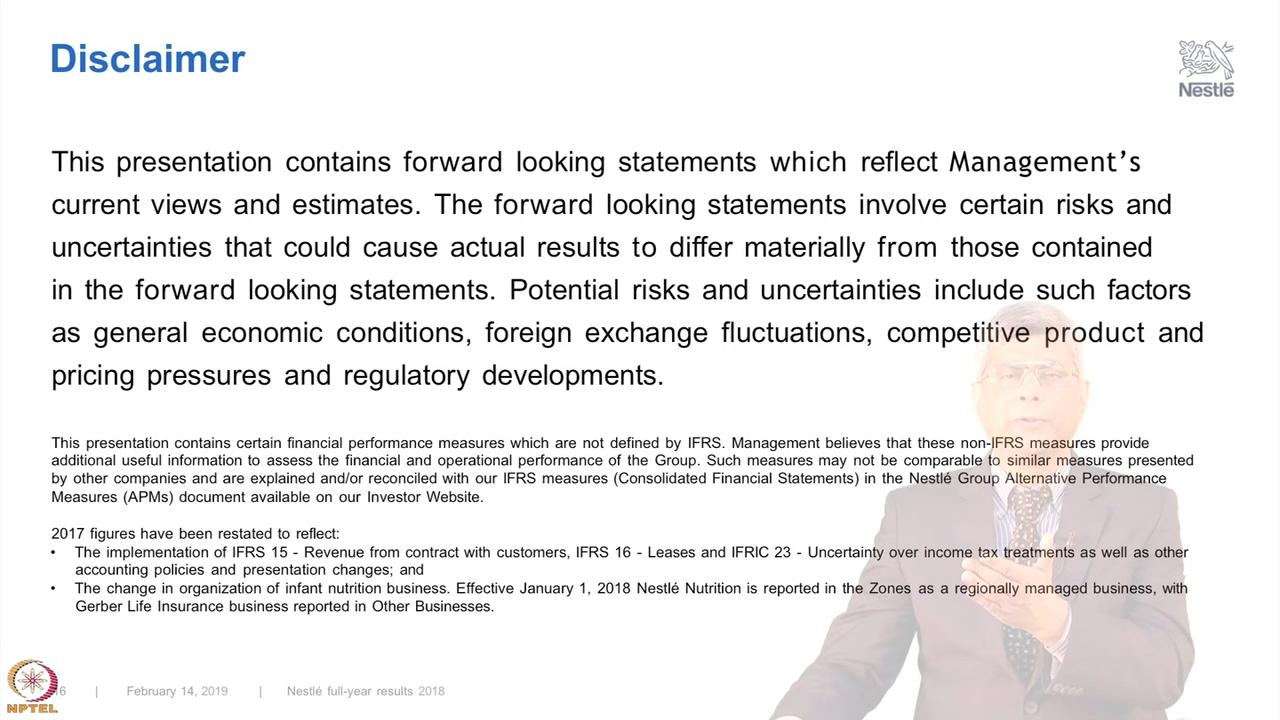 Disclaimer
Nestlé
This presentation contains forward looking statements which reflect Management’s
current views and estimates. The forward looking statements involve certain risks and
uncertainties that could cause actual results to differ materially from those contained
in the forward looking statements. Potential risks and uncertainties include such factors
as general economic conditions, foreign exchange fluctuations, competitive product and
pricing pressures and regulatory developments.
This presentation contains certain financial performance measures which are not defined by IFRS. Management believes that these non-IFRS measures provide
additional useful information to assess the financial and operational performance of the Group. Such measures may not be comparable to similar measures presented
by other companies and are explained and/or reconciled with our IFRS measures (Consolidated Financial Statements) in the Nestlé Group Alternative Performance
Measures (APMs) document available on our Investor Website.
2017 figures have been restated to reflect:
• The implementation of IFRS 15 - Revenue from contract with customers, IFRS 16 - Leases and IFRIC 23 - Uncertainty over income tax treatments as well as other
accounting policies and presentation changes; and
• The change in organization of infant nutrition business. Effective January 1, 2018 Nestlé Nutrition is reported in the Zones as a regionally managed business, with
Gerber Life Insurance business reported in Other Businesses.
| February 14, 2019 | Nestlé full-year results 2018
NPTEL